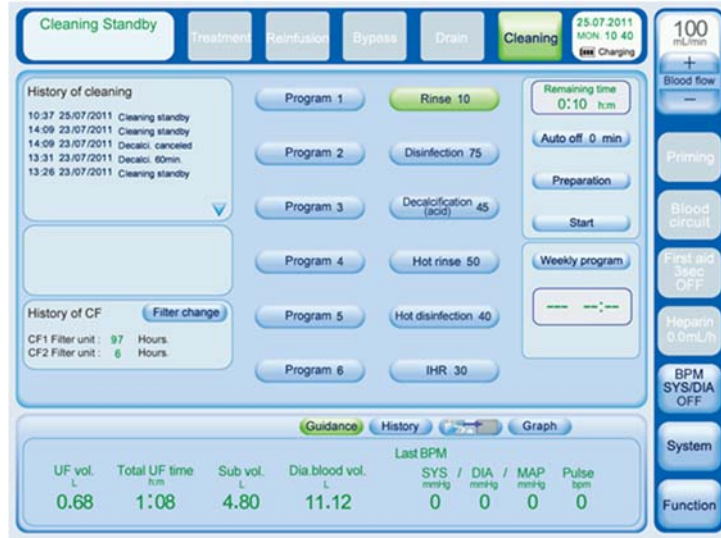 Cleaning Standby
Treatment
Reinfusion
Bypass
Drain
Cleaning
25.07.2011
MON. 10 40
Charging
History of cleaning
10:37 25/07/2011 Cleaning standby
14:09 23/07/2011 Cleaning standby
14:09 23/07/2011 Decalci. canceled
13:31 23/07/2011 Decalci. 60min.
13:26 23/07/2011 Cleaning standby
History of CF
Filter change
CF1 Filter unit : 97 Hours.
CF2 Filter unit : 6 Hours.
Program 1
Program 2
Program 3
Program 4
Program 5
Program 6
Rinse 10
Disinfection 75
Decalcification
(acid) 45
Hot rinse 50
Hot disinfection 40
IHR 30
Remaining time
0:10 h:m
Auto off 0 min
Preparation
Start
Weekly program
--- --:--
Guidance
History
Graph
Last BPM
UF vol.
L
0.68
Total UF time
h:m
1:08
Sub vol.
L
4.80
Dia.blood vol.
L
11.12
SYS / DIA / MAP
mmHg mmHg mmHg
0 0 0
Pulse
bpm
0
100
mL/min
+
Blood flow
−
Priming
Blood
circuit
First aid
3sec
OFF
Heparin
0.0mL/h
BPM
SYS/DIA
OFF
System
Function